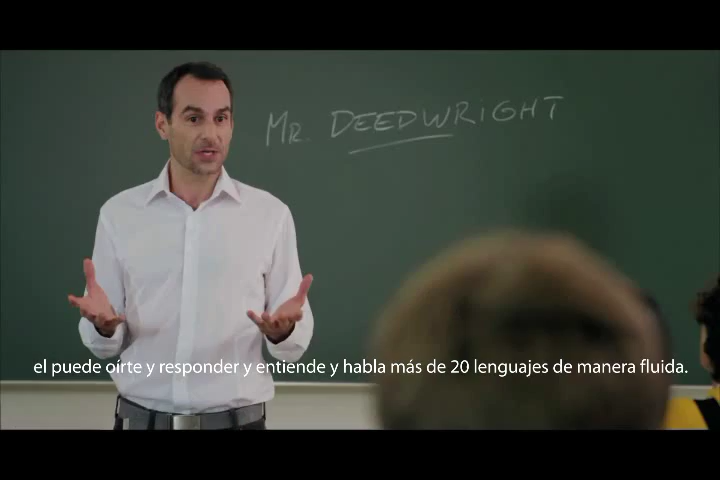 MR. DEEDWRiGHT
el puede oírte y responder y entiende y habla más de 20 lenguajes de manera fluida.